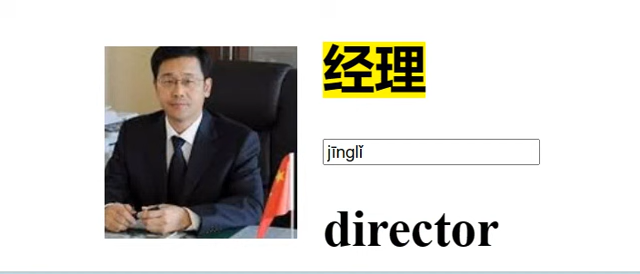 经理
jīnglǐ
director